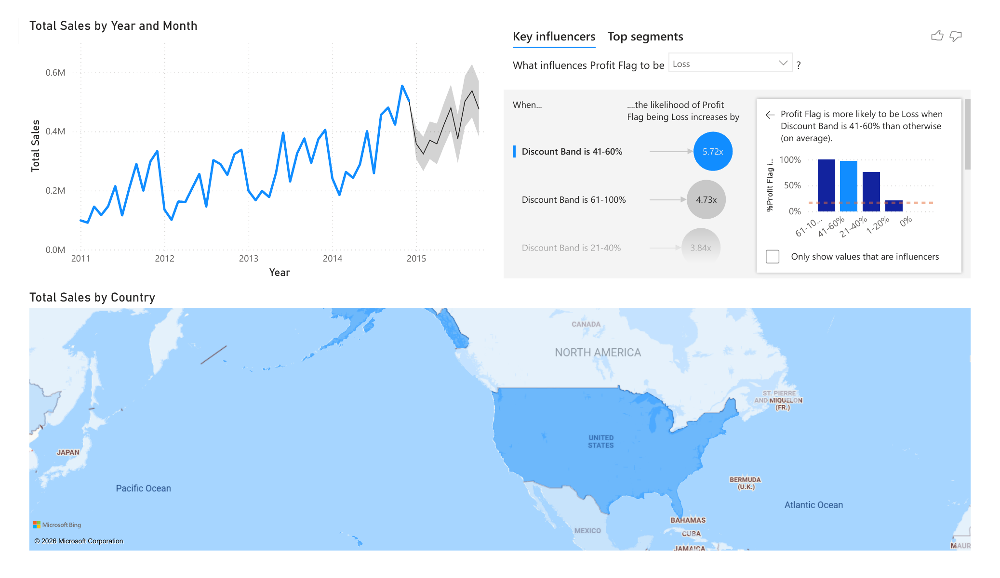 Total Sales by Year and Month
0.6M
0.4M
0.2M
0.0M
Total Sales
2011 2012 2013 2014 2015
Year
Key influencers Top segments
What influences Profit Flag to be Loss ?
When...
....the likelihood of Profit
Flag being Loss increases by
Discount Band is 41-60% 5.72x
Discount Band is 61-100% 4.73x
Discount Band is 21-40% 3.84x
Profit Flag is more likely to be Loss when
Discount Band is 41-60% than otherwise
(on average).
%Profit Flag i...
100%
50%
0%
61-10... 41-60% 21-40% 1-20% 0%
Only show values that are influencers
Total Sales by Country
CANADA
NORTH AMERICA
ST. PIERRE
AND MIQUELON
(FR.)
UNITED
STATES
JAPAN
Pacific Ocean
BERMUDA
(U.K.)
Atlantic Ocean
BAHAMAS
MEXICO
CUBA
JAMAICA
MAUR
Microsoft Bing
© 2026 Microsoft Corporation